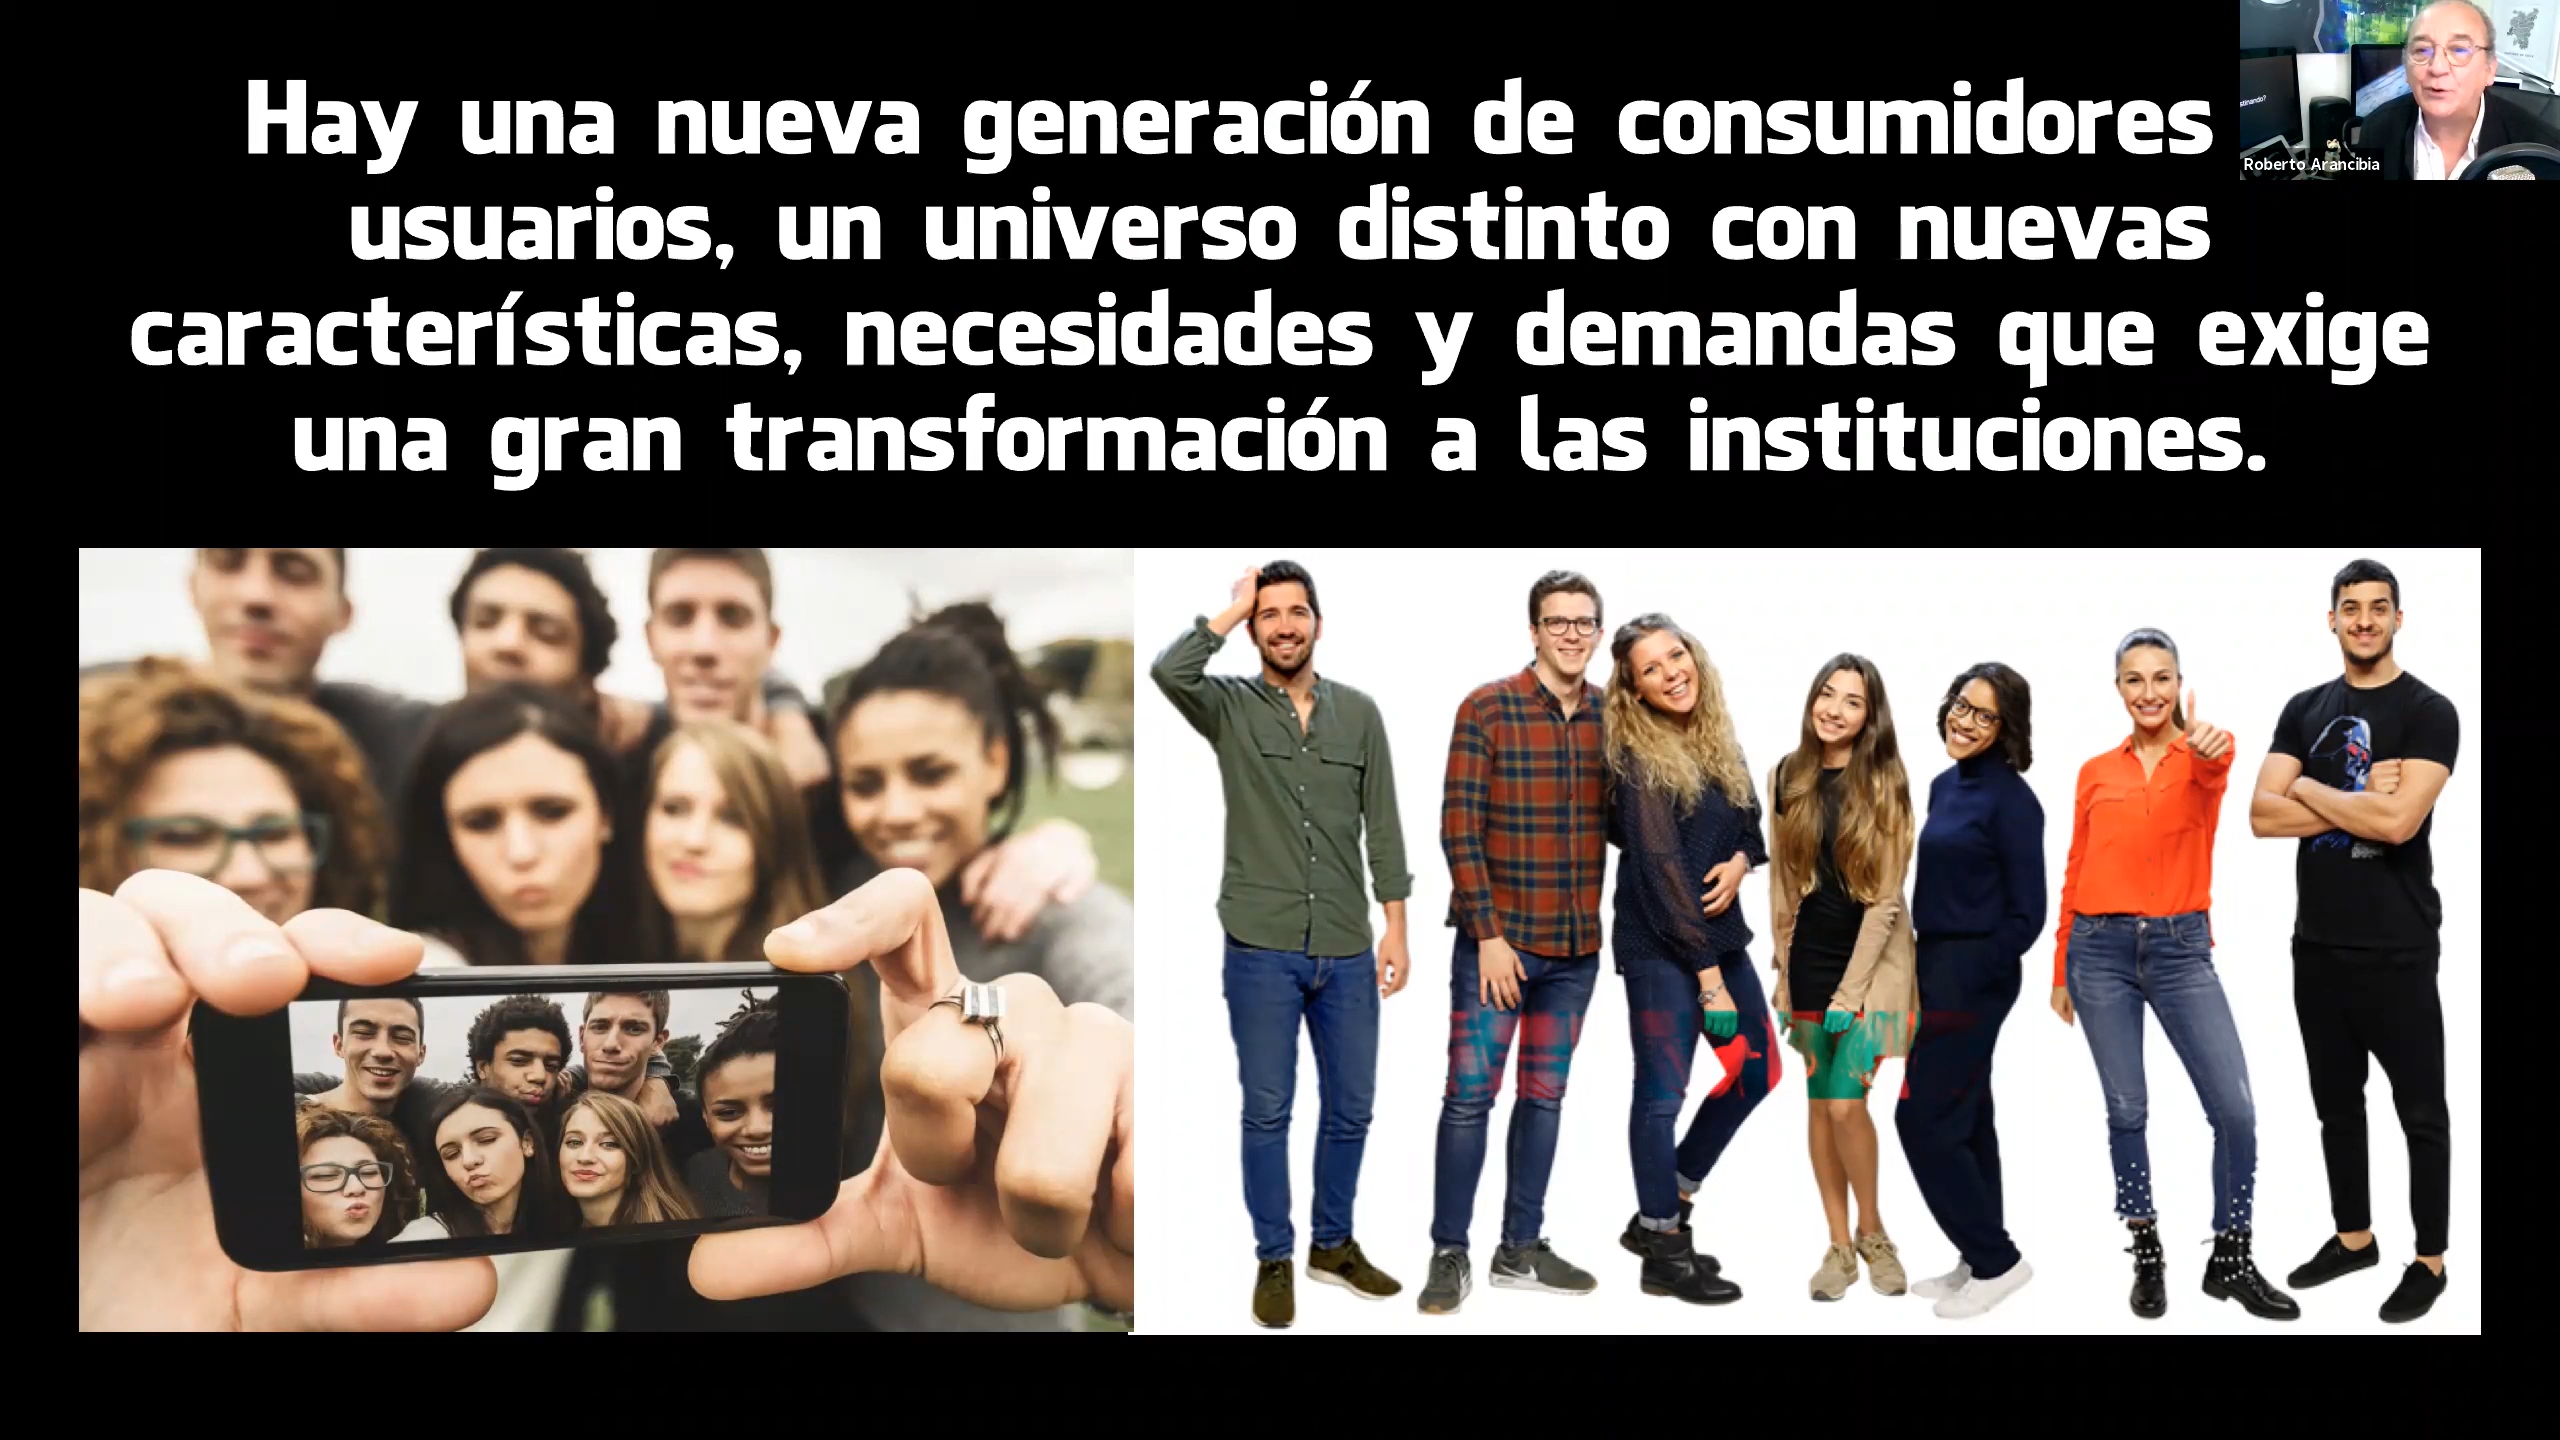 Hay una nueva generación de consumidores
usuarios, un universo distinto con nuevas
características, necesidades y demandas que exige
una gran transformación a las instituciones.
stinando?
Roberto Arancibia